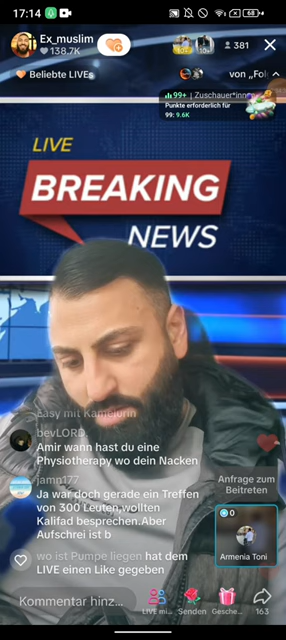 17:14
68
Ex_muslim
138.7K
381
Beliebte LIVEs
von „Fol
99+ | Zuschauer*innen
Punkte erforderlich für
99: 9.6K
LIVE
BREAKING
NEWS
Easy mit Kamelorin
bevLORD
Amir wann hast du eine
Physiotherapy wo dein Nacken
jamn177
Ja war doch gerade ein Treffen
von 300 Leuten,wollten
Kalifad besprechen.Aber
Aufschrei ist b
Anfrage zum
Beitreten
0
Armenia Toni
wo ist Pumpe liegen hat dem
LIVE einen Like gegeben
Kommentar hinz...
LIVE mi...
Senden
Gesche...
163